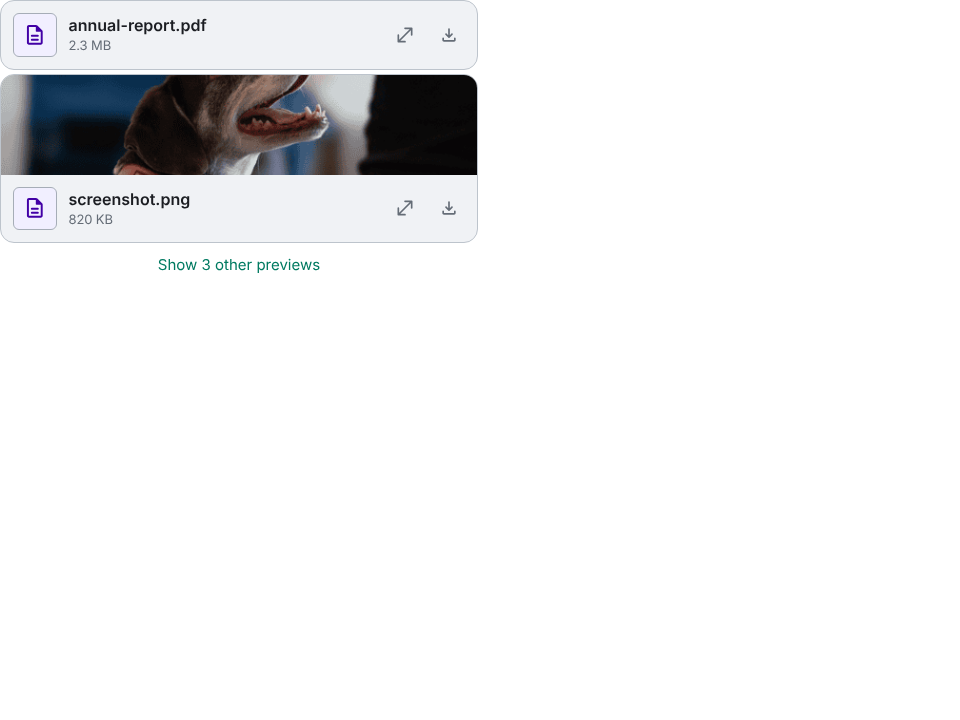 annual-report.pdf
2.3 MB
screenshot.png
820 KB
Show 3 other previews